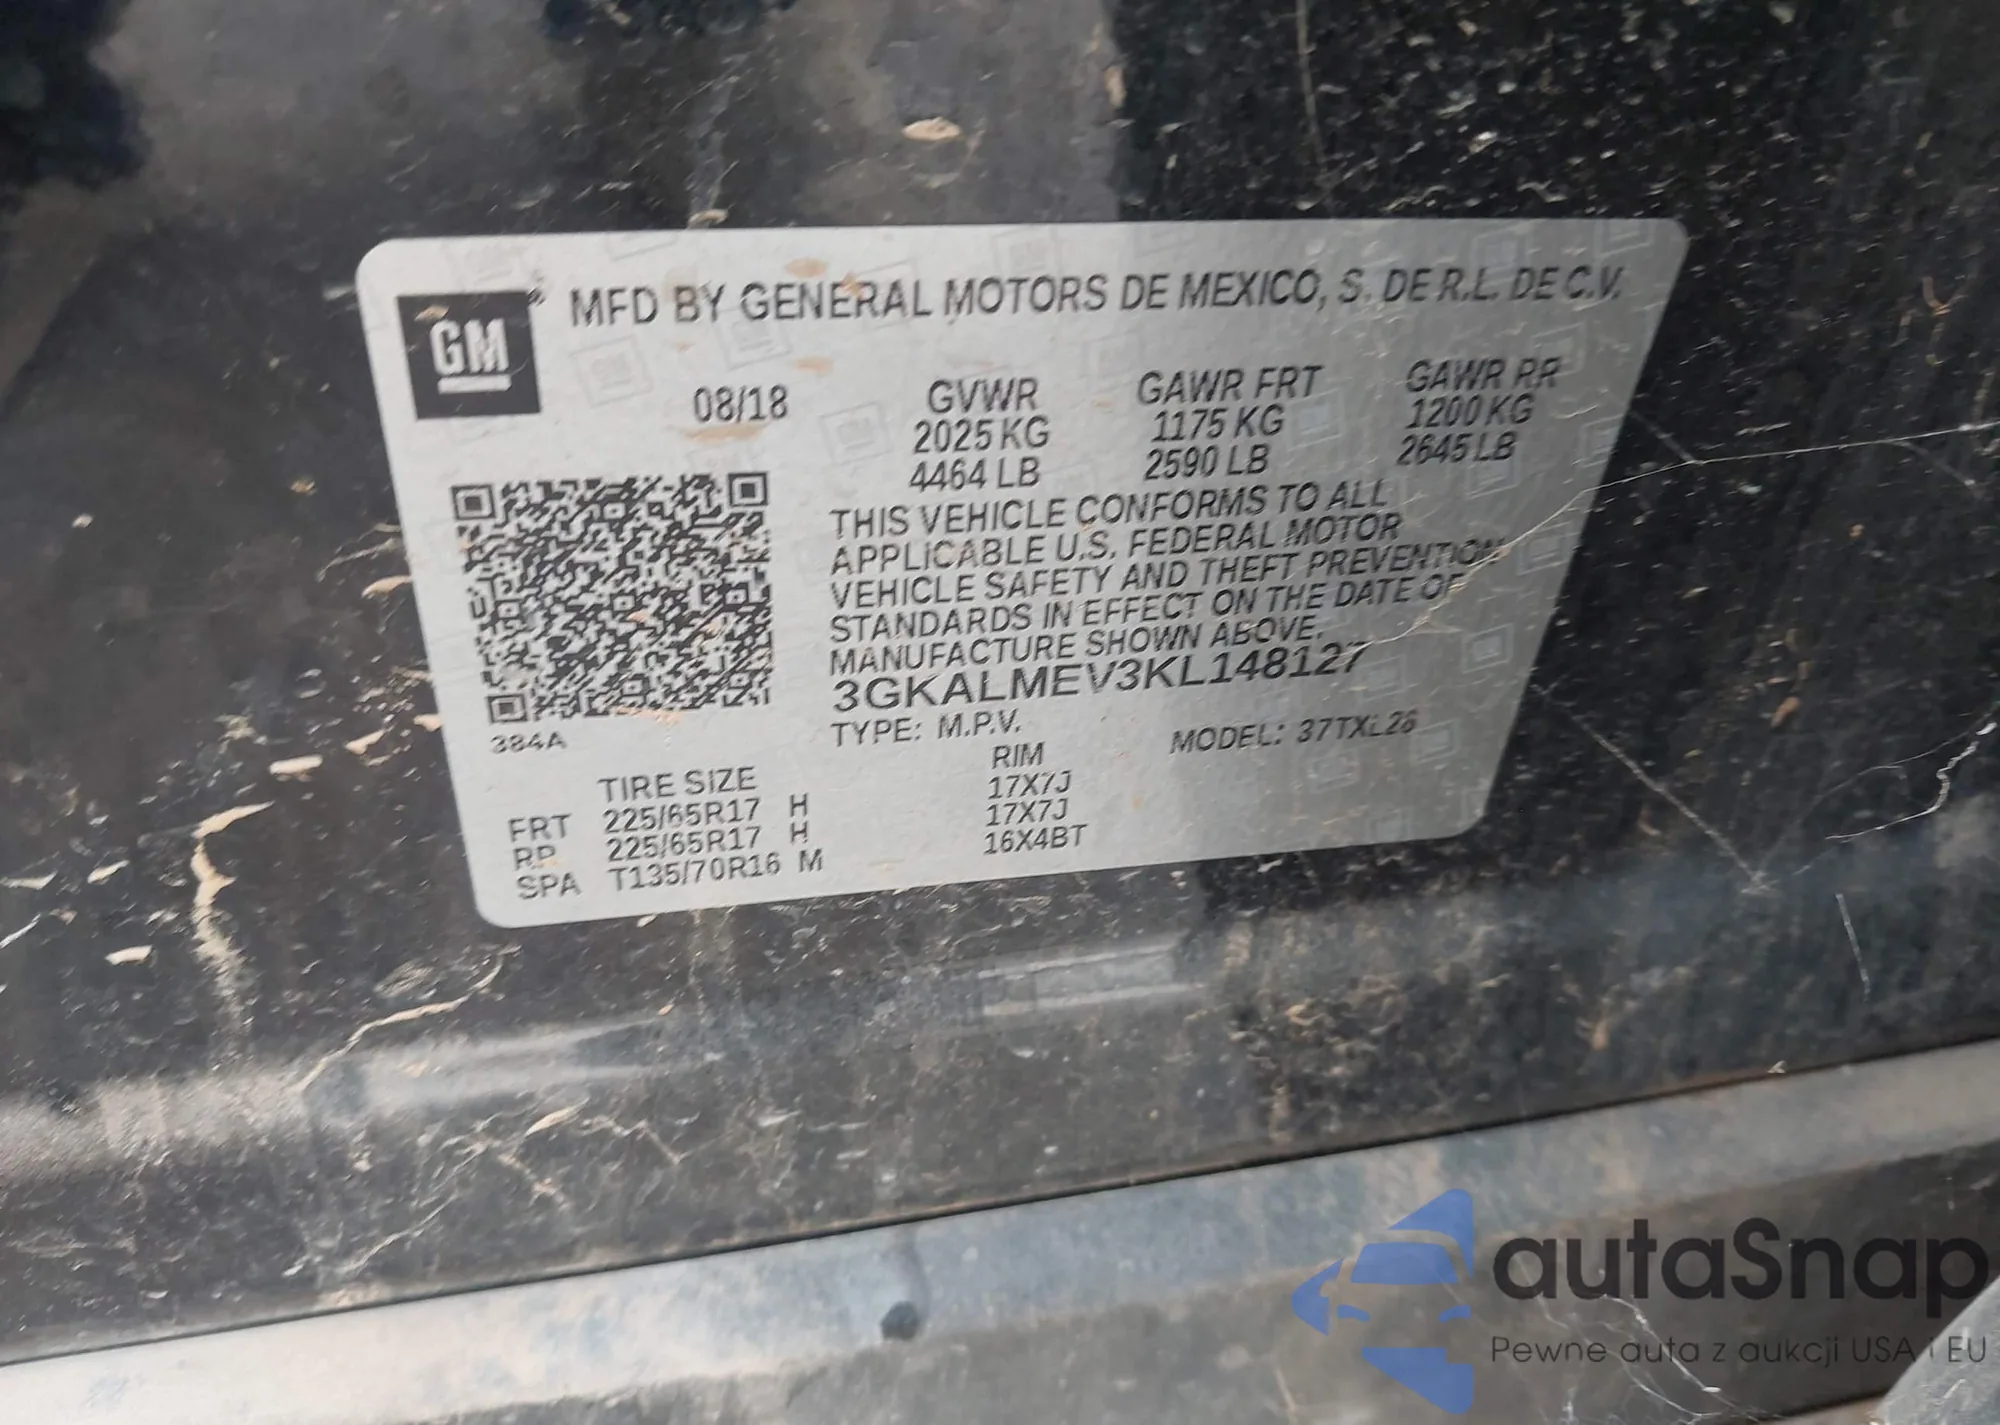 GM
MFD BY GENERAL MOTORS DE MEXICO, S. DE R.L. DE C.V.
08/18
GVWR GAWR FRT GAWR RR
2025 KG 1175 KG 1200 KG
4464 LB 2590 LB 2645 LB
THIS VEHICLE CONFORMS TO ALL
APPLICABLE U.S. FEDERAL MOTOR
VEHICLE SAFETY AND THEFT PREVENTION
STANDARDS IN EFFECT ON THE DATE OF
MANUFACTURE SHOWN ABOVE.
3GKALMEV3KL148127
TYPE: M.P.V. MODEL: 37TXL26
384A
TIRE SIZE RIM
FRT 225/65R17 H 17X7J
RR 225/65R17 H 17X7J
SPA T135/70R16 M 16X4BT
autaSnap
Pewne auta z aukcji USA i EU